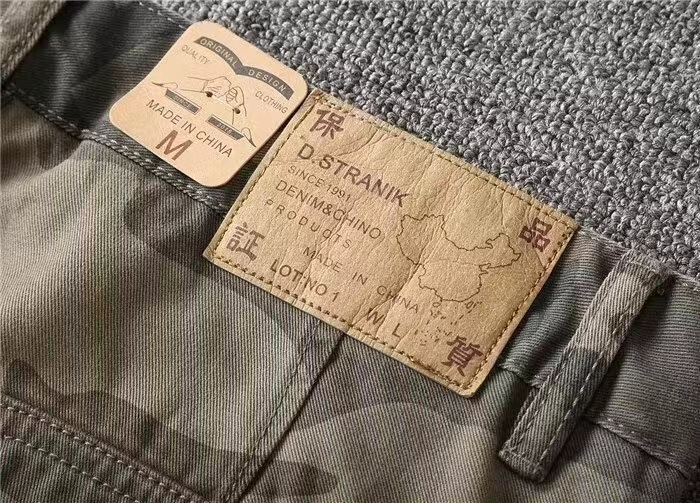 ORIGINAL DESIGN
QUALITY
CLOTHING
MADE IN CHINA
M
保
D.STRANIK
SINCE 1991
DENIM&CHINO
PRODUCTS
MADE IN CHINA
LOT·NO 1
W L
証
品
質